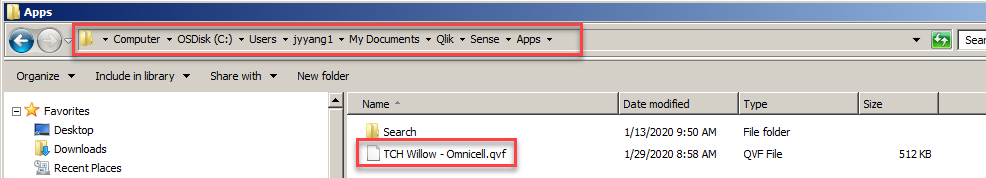 Apps
Computer OSDisk (C:) Users jyyang1 My Documents Qlik Sense Apps Sear
Organize Include in library Share with New folder
Favorites
Desktop
Downloads
Recent Places
Name Date modified Type Size
Search 1/13/2020 9:50 AM File folder
TCH Willow - Omnicell.qvf 1/29/2020 8:58 AM QVF File 512 KB